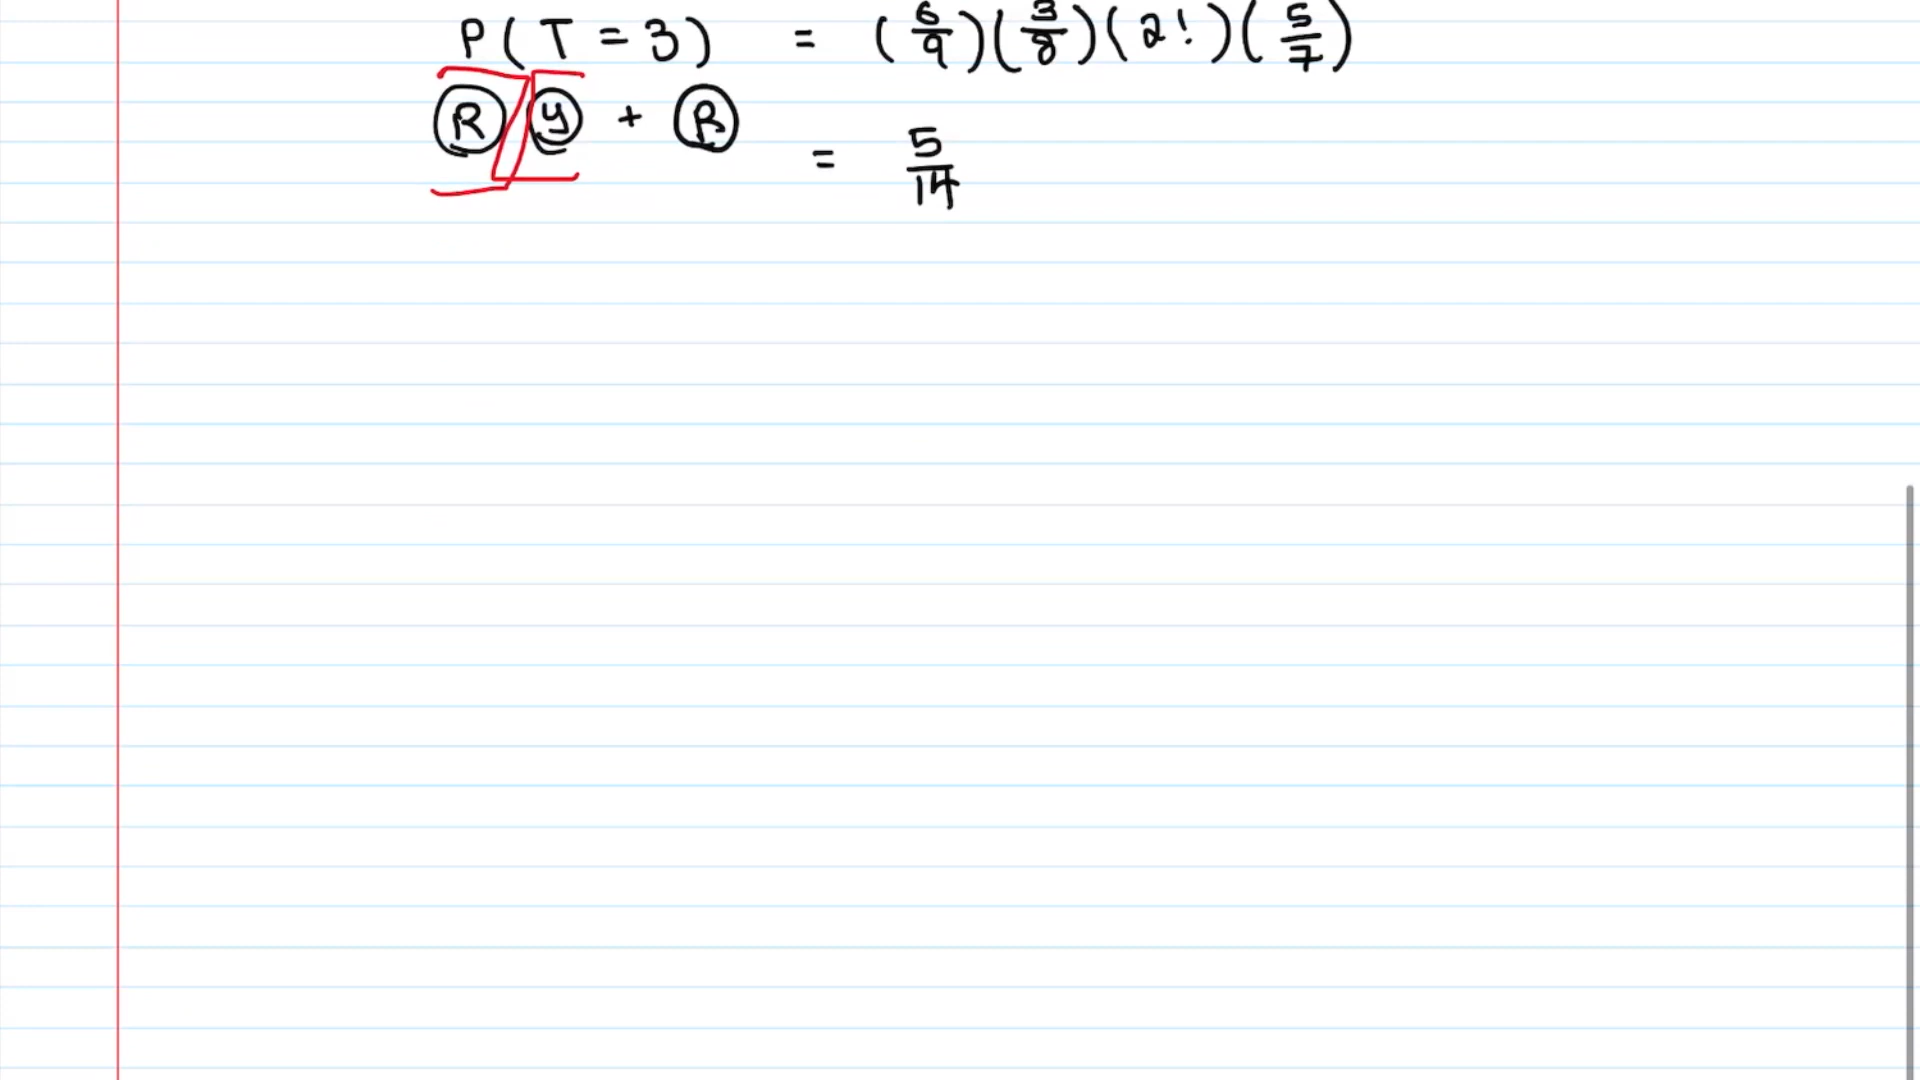 P(T = 3) = (6/9)(3/8)(2!)(5/7)
R y + R
= 5/14